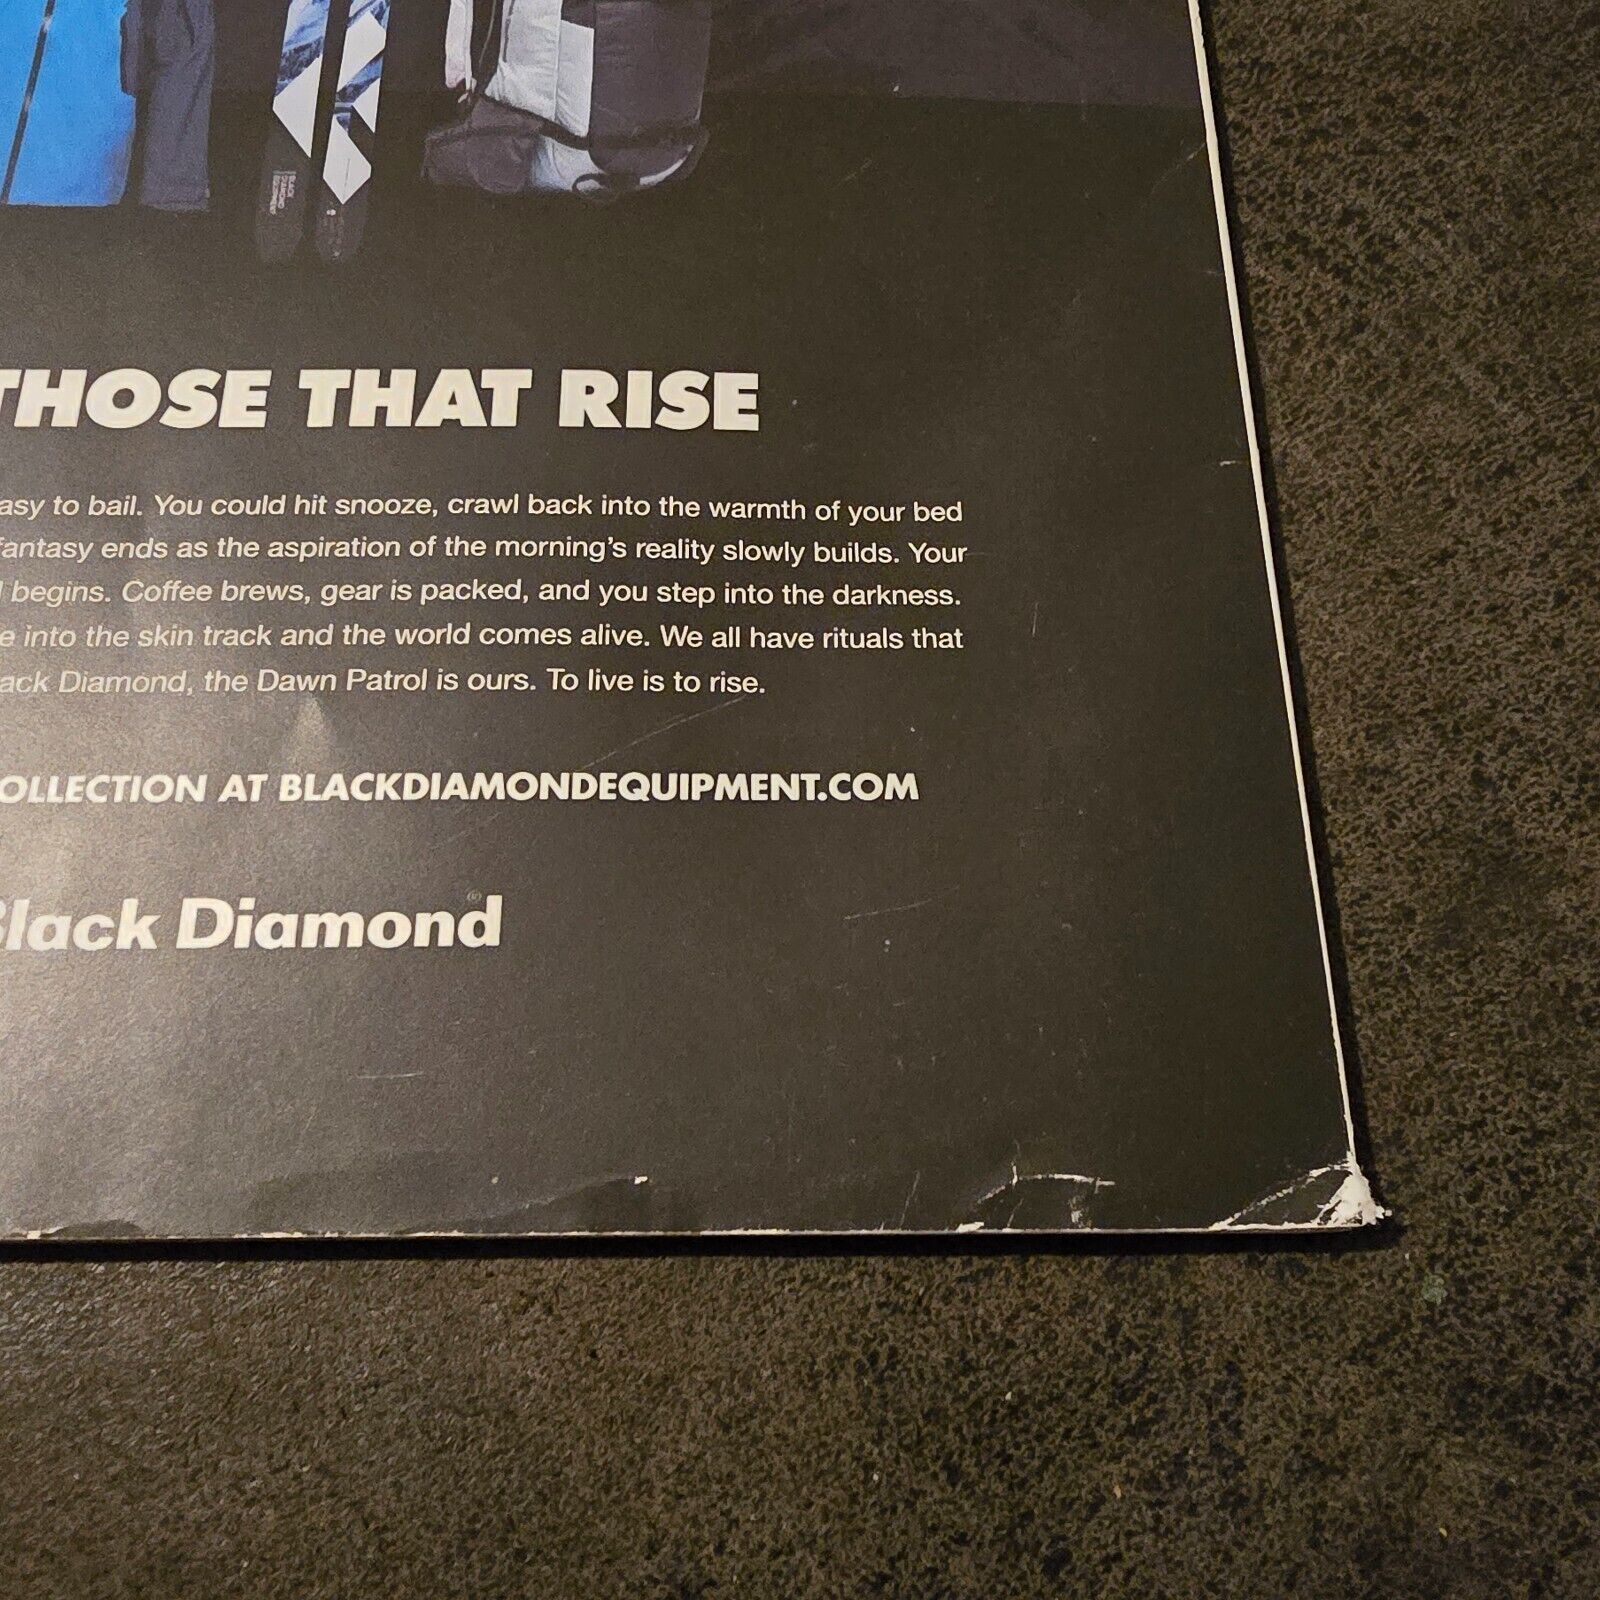 BLACK
DIAMOND
EQUIPMENT
THOSE THAT RISE
asy to bail. You could hit snooze, crawl back into the warmth of your bed
fantasy ends as the aspiration of the morning's reality slowly builds. Your
begins. Coffee brews, gear is packed, and you step into the darkness.
e into the skin track and the world comes alive. We all have rituals that
ack Diamond, the Dawn Patrol is ours. To live is to rise.
OLLECTION AT BLACKDIAMONDEQUIPMENT.COM
Black Diamond®